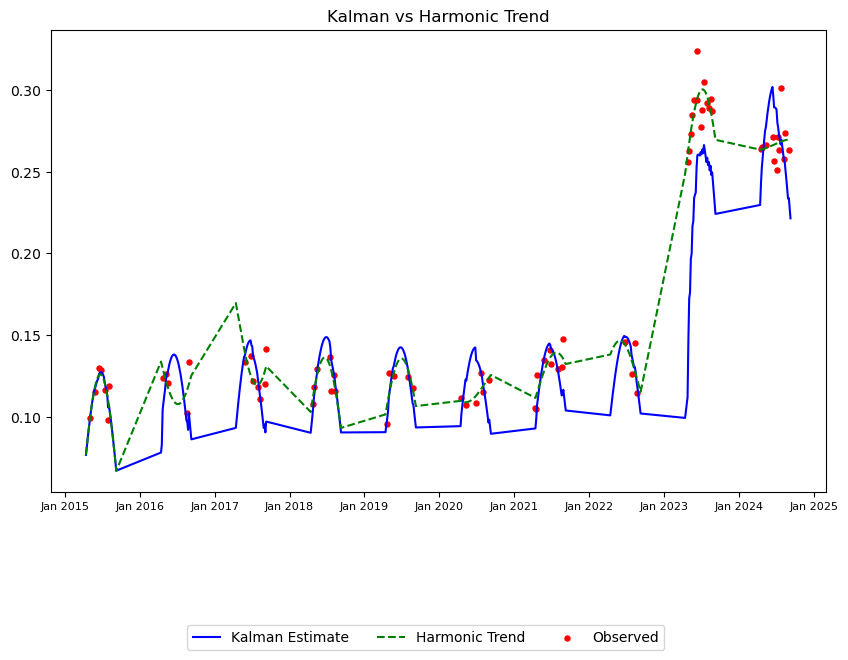 Kalman vs Harmonic Trend
0.30
0.25
0.20
0.15
0.10
Jan 2015 Jan 2016 Jan 2017 Jan 2018 Jan 2019 Jan 2020 Jan 2021 Jan 2022 Jan 2023 Jan 2024 Jan 2025
Kalman Estimate Harmonic Trend Observed